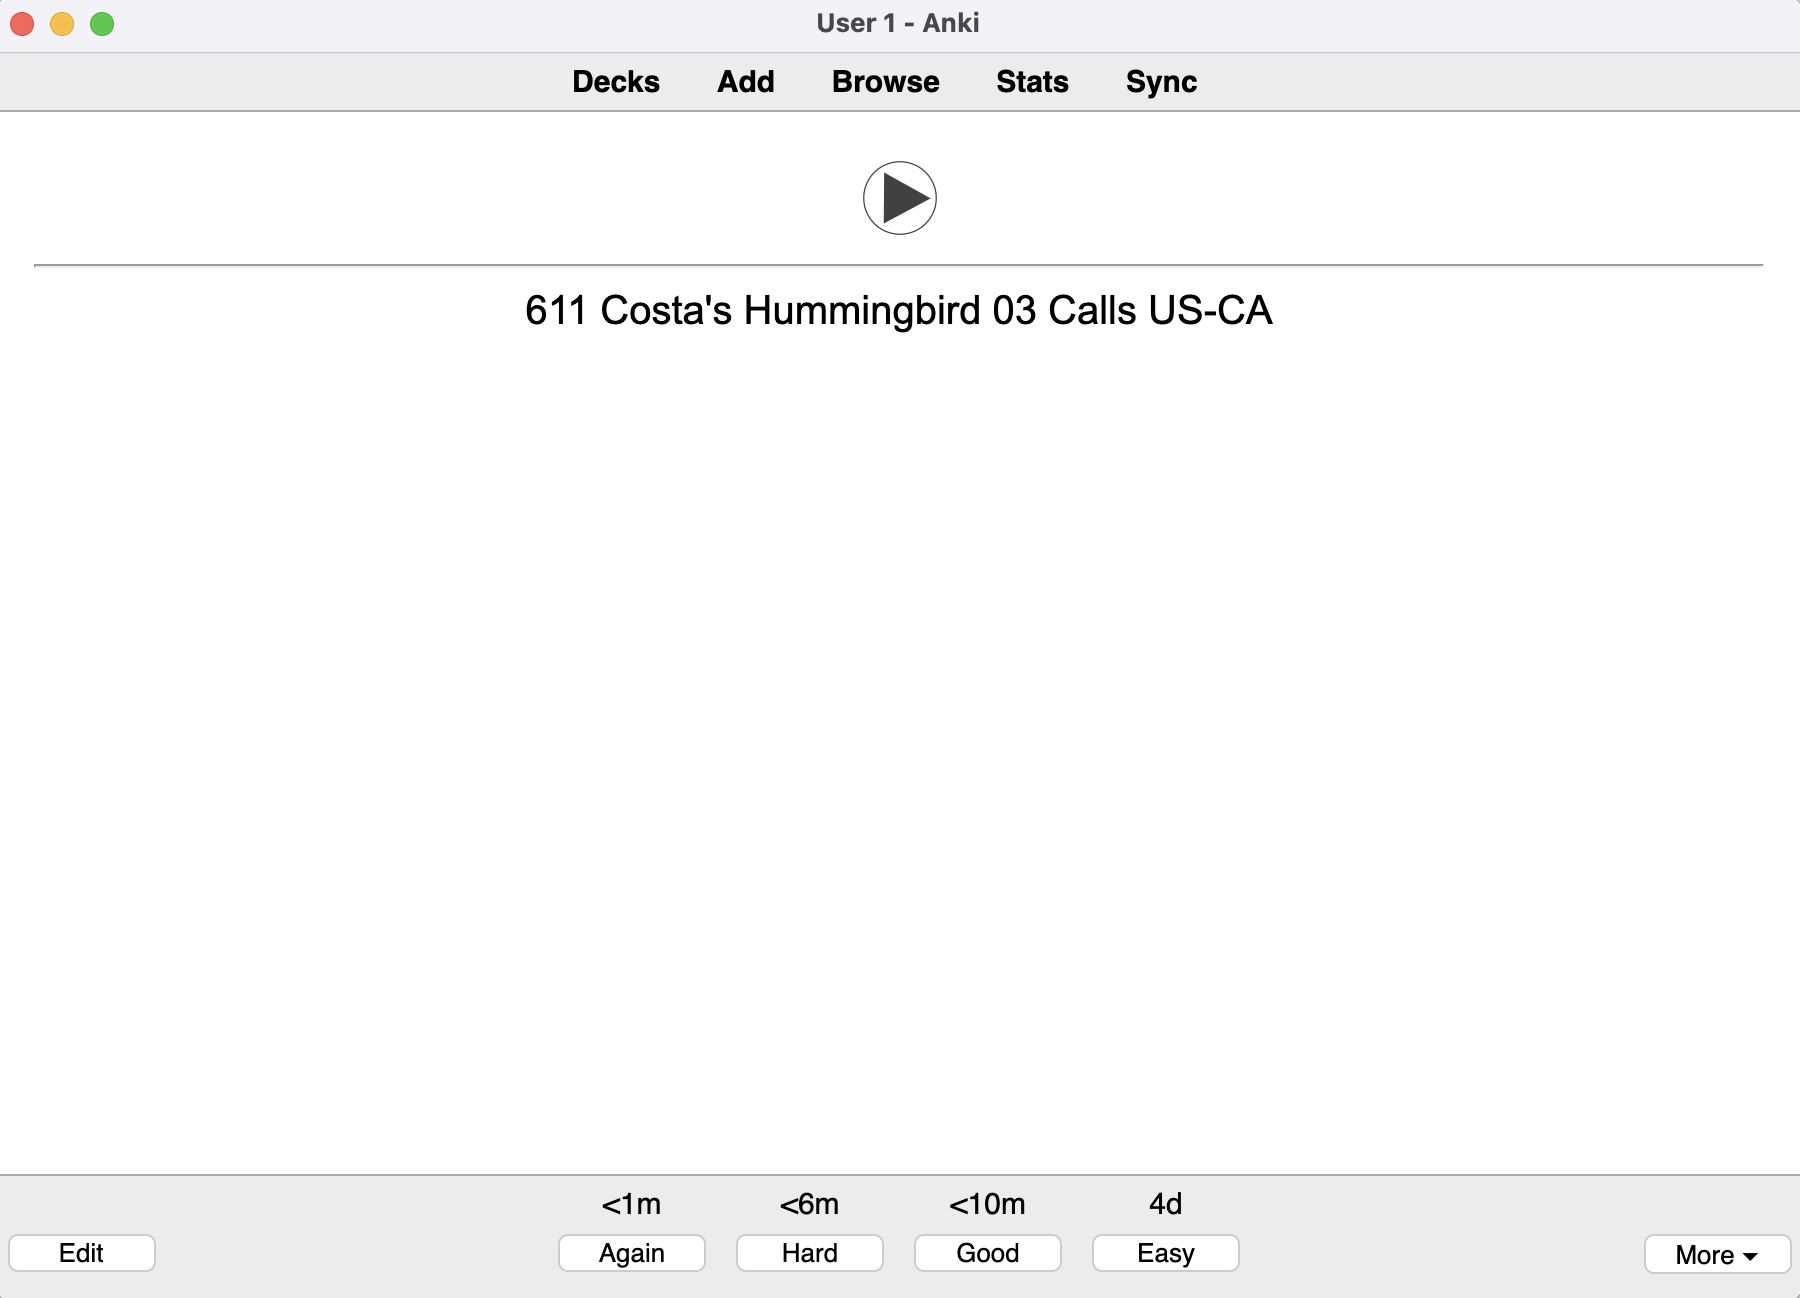 User 1 - Anki
Decks Add Browse Stats Sync
611 Costa's Hummingbird 03 Calls US-CA
<1m <6m <10m 4d
Edit Again Hard Good Easy More